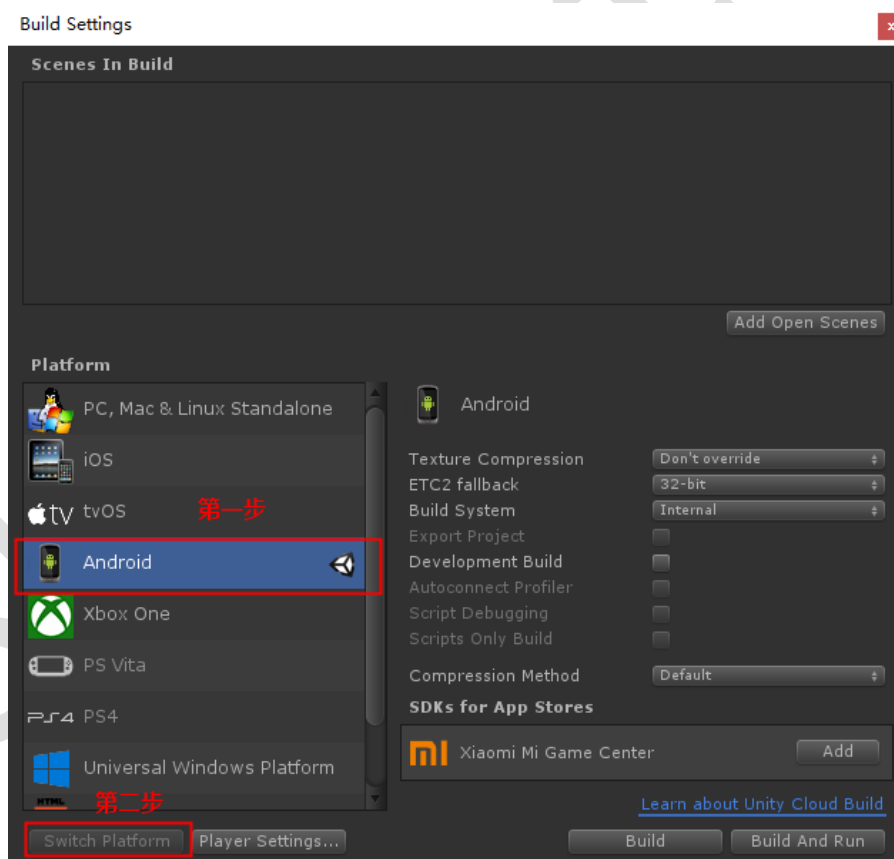 Build Settings
Scenes In Build
Add Open Scenes
Platform
PC, Mac & Linux Standalone
iOS
tv tvOS
第一步
Android
Xbox One
PS Vita
PS4 PS4
Universal Windows Platform
HTML
第二步
Switch Platform
Player Settings...
Android
Texture Compression Don't override
ETC2 fallback 32-bit
Build System Internal
Export Project
Development Build
Autoconnect Profiler
Script Debugging
Scripts Only Build
Compression Method Default
SDKs for App Stores
mi Xiaomi Mi Game Center Add
Learn about Unity Cloud Build
Build
Build And Run